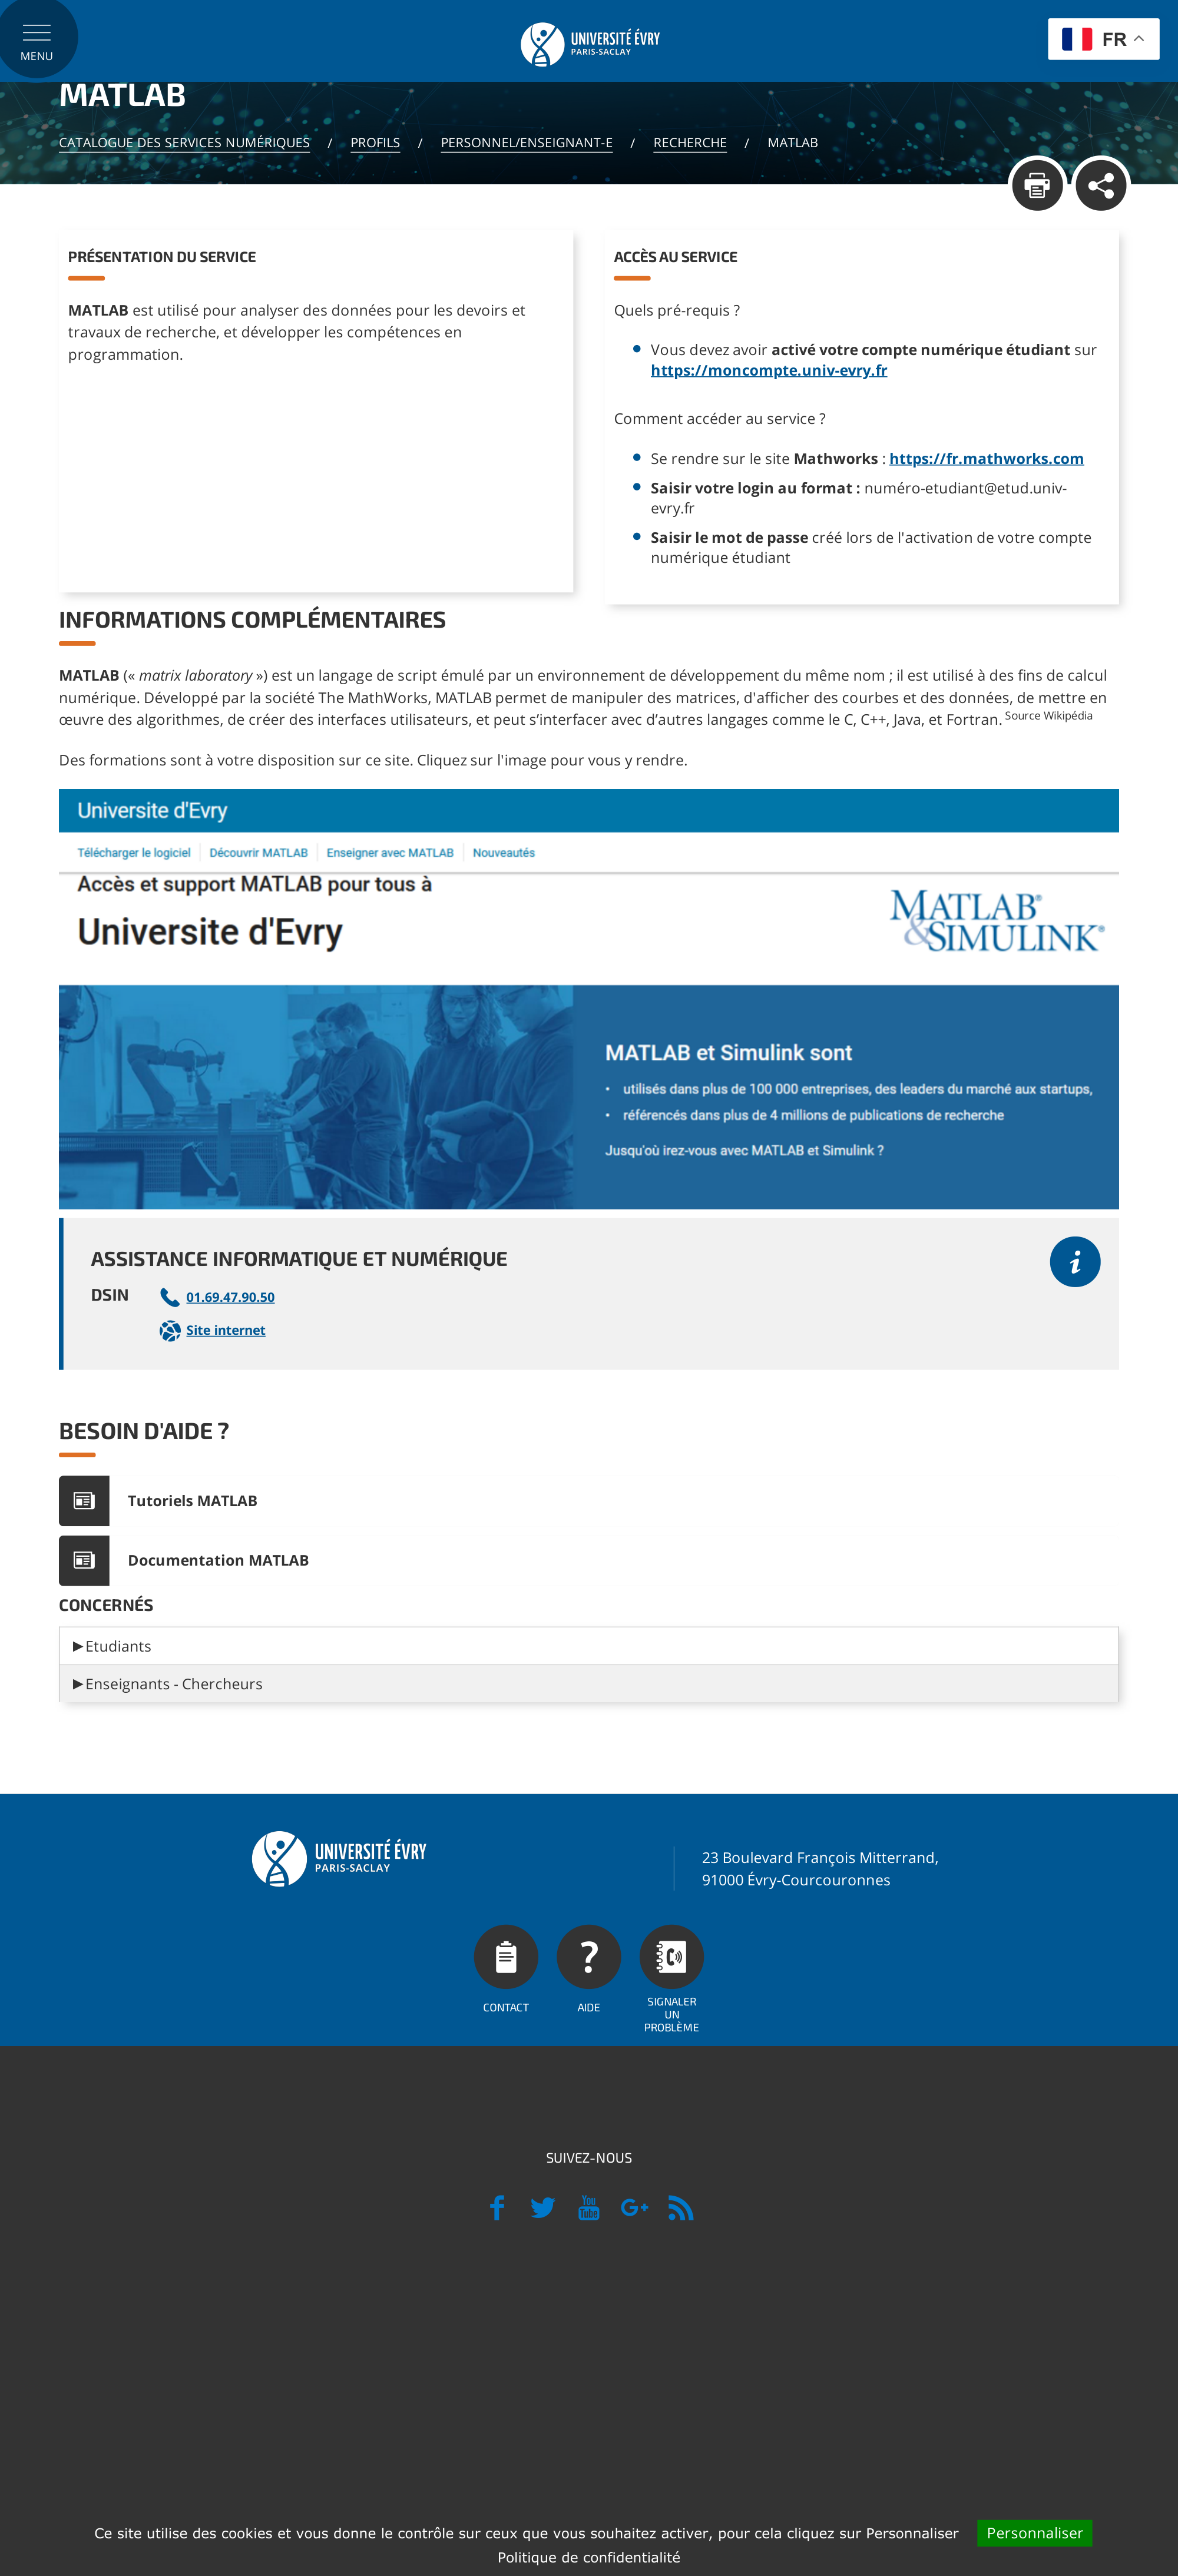 MENU
UNIVERSITÉ ÉVRY
PARIS-SACLAY
FR
MATLAB
CATALOGUE DES SERVICES NUMÉRIQUES / PROFILS / PERSONNEL/ENSEIGNANT-E / RECHERCHE / MATLAB
PRÉSENTATION DU SERVICE
MATLAB est utilisé pour analyser des données pour les devoirs et
travaux de recherche, et développer les compétences en
programmation.
ACCÈS AU SERVICE
Quels pré-requis ?
Vous devez avoir activé votre compte numérique étudiant sur
https://moncompte.univ-evry.fr
Comment accéder au service ?
Se rendre sur le site Mathworks : https://fr.mathworks.com
Saisir votre login au format : numéro-etudiant@etud.univ-
evry.fr
Saisir le mot de passe créé lors de l'activation de votre compte
numérique étudiant
INFORMATIONS COMPLÉMENTAIRES
MATLAB (« matrix laboratory ») est un langage de script émulé par un environnement de développement du même nom ; il est utilisé à des fins de calcul
numérique. Développé par la société The MathWorks, MATLAB permet de manipuler des matrices, d'afficher des courbes et des données, de mettre en
œuvre des algorithmes, de créer des interfaces utilisateurs, et peut s’interfacer avec d’autres langages comme le C, C++, Java, et Fortran. Source Wikipédia
Des formations sont à votre disposition sur ce site. Cliquez sur l'image pour vous y rendre.
Universite d'Evry
Télécharger le logiciel | Découvrir MATLAB | Enseigner avec MATLAB | Nouveautés
Accès et support MATLAB pour tous à
Universite d'Evry
MATLAB®
&SIMULINK®
MATLAB et Simulink sont
• utilisés dans plus de 100 000 entreprises, des leaders du marché aux startups,
• référencés dans plus de 4 millions de publications de recherche
Jusqu'où irez-vous avec MATLAB et Simulink ?
ASSISTANCE INFORMATIQUE ET NUMÉRIQUE
DSIN
01.69.47.90.50
Site internet
BESOIN D'AIDE ?
Tutoriels MATLAB
Documentation MATLAB
CONCERNÉS
▶Etudiants
▶Enseignants - Chercheurs
UNIVERSITÉ ÉVRY
PARIS-SACLAY
23 Boulevard François Mitterrand,
91000 Évry-Courcouronnes
CONTACT
AIDE
SIGNALER
UN
PROBLÈME
SUIVEZ-NOUS
You
Tube
G+
Ce site utilise des cookies et vous donne le contrôle sur ceux que vous souhaitez activer, pour cela cliquez sur Personnaliser
Personnaliser
Politique de confidentialité